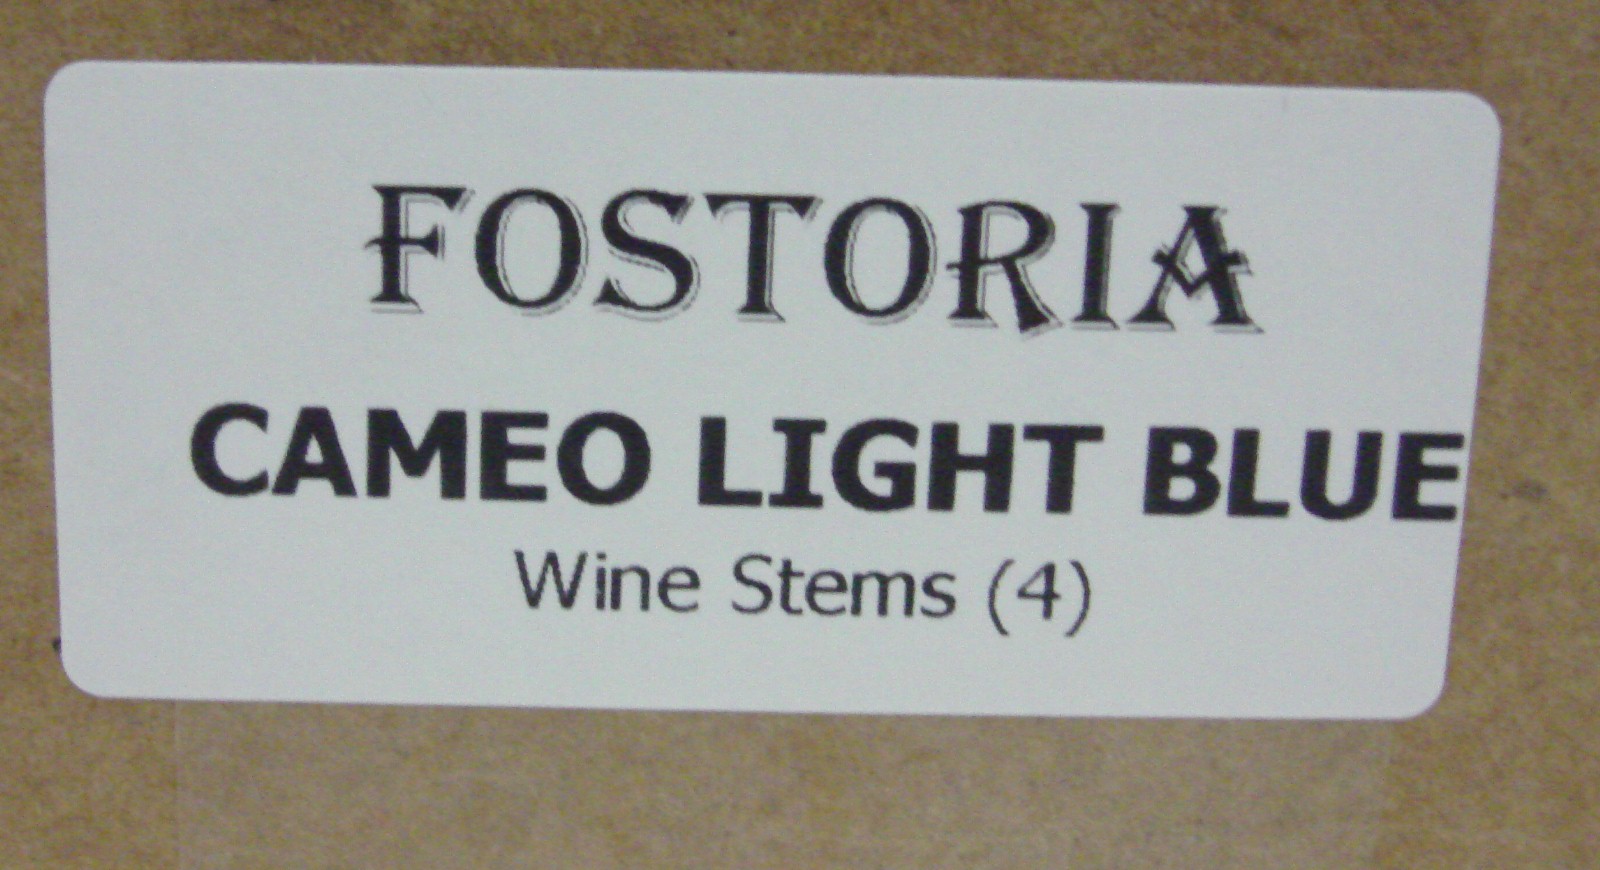 FOSTORIA
CAMEO LIGHT BLUE
Wine Stems (4)